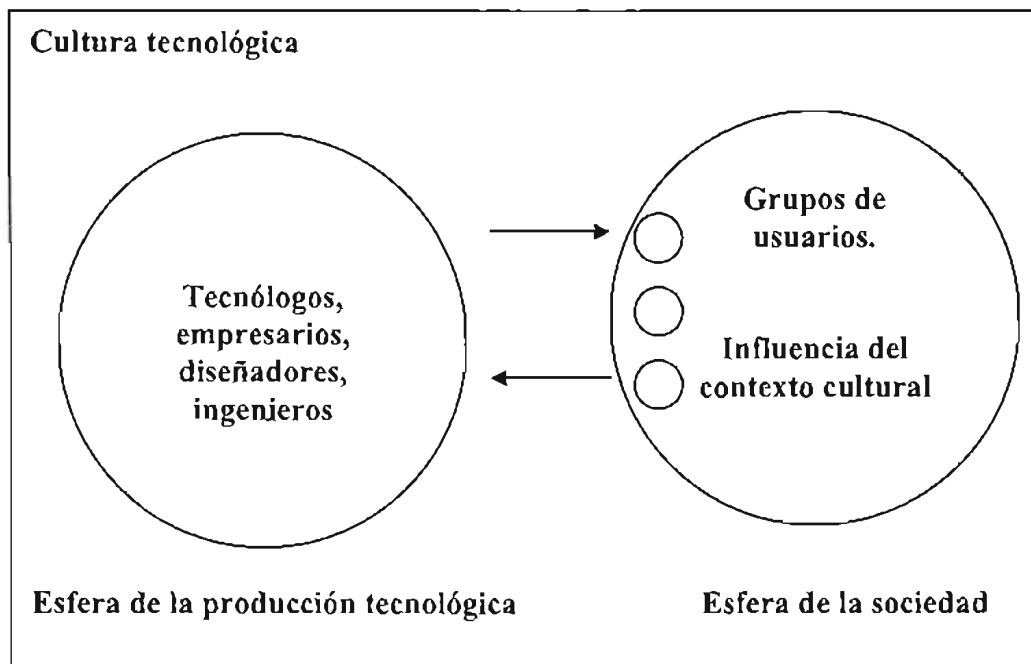 Cultura tecnológica
Tecnólogos,
empresarios,
diseñadores,
ingenieros
Grupos de
usuarios.
Influencia del
contexto cultural
Esfera de la producción tecnológica
Esfera de la sociedad